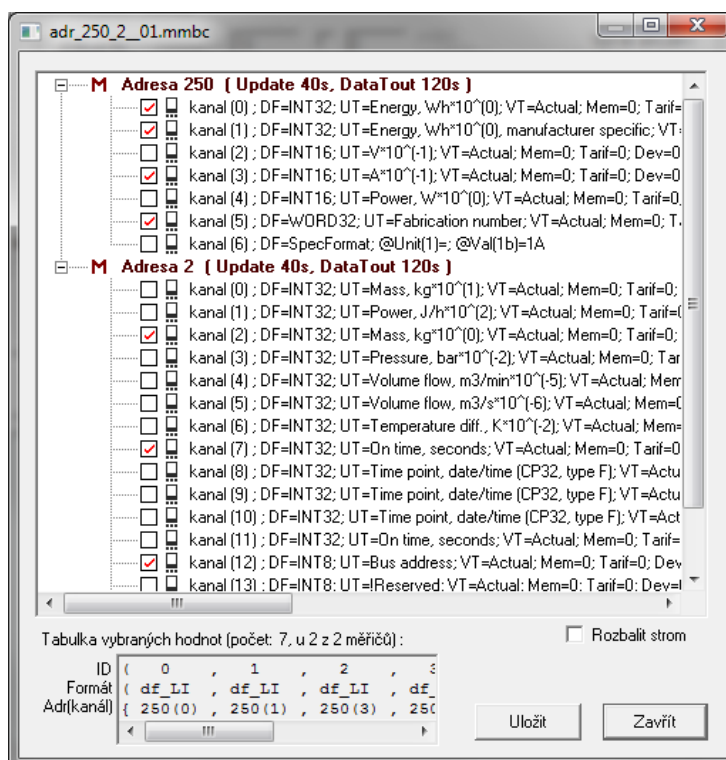 adr_250_2__01.mmbc
M Adresa 250 ( Update 40s, DataTout 120s )
kanal (0) ; DF=INT32; UT=Energy, Wh*10^(0); VT=Actual; Mem=0; Tarif=
kanal (1) ; DF=INT32; UT=Energy, Wh*10^(0), manufacturer specific; VT=
kanal (2) ; DF=INT16; UT=V*10^(-1); VT=Actual; Mem=0; Tarif=0; Dev=0
kanal (3) ; DF=INT16; UT=A*10^(-1); VT=Actual; Mem=0; Tarif=0; Dev=0
kanal (4) ; DF=INT16; UT=Power, W*10^(0); VT=Actual; Mem=0; Tarif=0;
kanal (5) ; DF=WORD32; UT=Fabrication number; VT=Actual; Mem=0;
kanal (6) ; DF=SpecFormat; @Unit(1)=; @Val(1b)=1A
M Adresa 2 ( Update 40s, DataTout 120s )
kanal (0) ; DF=INT32; UT=Mass, kg*10^(1); VT=Actual; Mem=0; Tarif=0;
kanal (1) ; DF=INT32; UT=Power, J/h*10^(2); VT=Actual; Mem=0; Tarif=0
kanal (2) ; DF=INT32; UT=Mass, kg*10^(0); VT=Actual; Mem=0; Tarif=0;
kanal (3) ; DF=INT32; UT=Pressure, bar*10^(-2); VT=Actual; Mem=0; Tar
kanal (4) ; DF=INT32; UT=Volume flow, m3/min*10^(-5); VT=Actual; Mem
kanal (5) ; DF=INT32; UT=Volume flow, m3/s*10^(-6); VT=Actual; Mem=0
kanal (6) ; DF=INT32; UT=Temperature diff., K*10^(-2); VT=Actual; Mem=
kanal (7) ; DF=INT32; UT=On time, seconds; VT=Actual; Mem=0; Tarif=0
kanal (8) ; DF=INT32; UT=Time point, date/time (CP32, type F); VT=Actu
kanal (9) ; DF=INT32; UT=Time point, date/time (CP32, type F); VT=Actu
kanal (10) ; DF=INT32; UT=Time point, date/time (CP32, type F); VT=Act
kanal (11) ; DF=INT32; UT=On time, seconds; VT=Actual; Mem=0; Tarif=
kanal (12) ; DF=INT8; UT=Bus address; VT=Actual; Mem=0; Tarif=0; Dev
kanal (13) ; DF=INT8; UT=!Reserved; VT=Actual; Mem=0; Tarif=0; Dev=
Tabulka vybraných hodnot (počet: 7, u 2 z 2 měřičů) :
Rozbalit strom
ID ( 0 , 1 , 2 , 3
Formát ( df_LI , df_LI , df_LI , df_
Adr(kanál) { 250(0) , 250(1) , 250(3) , 250
Uložit
Zavřít